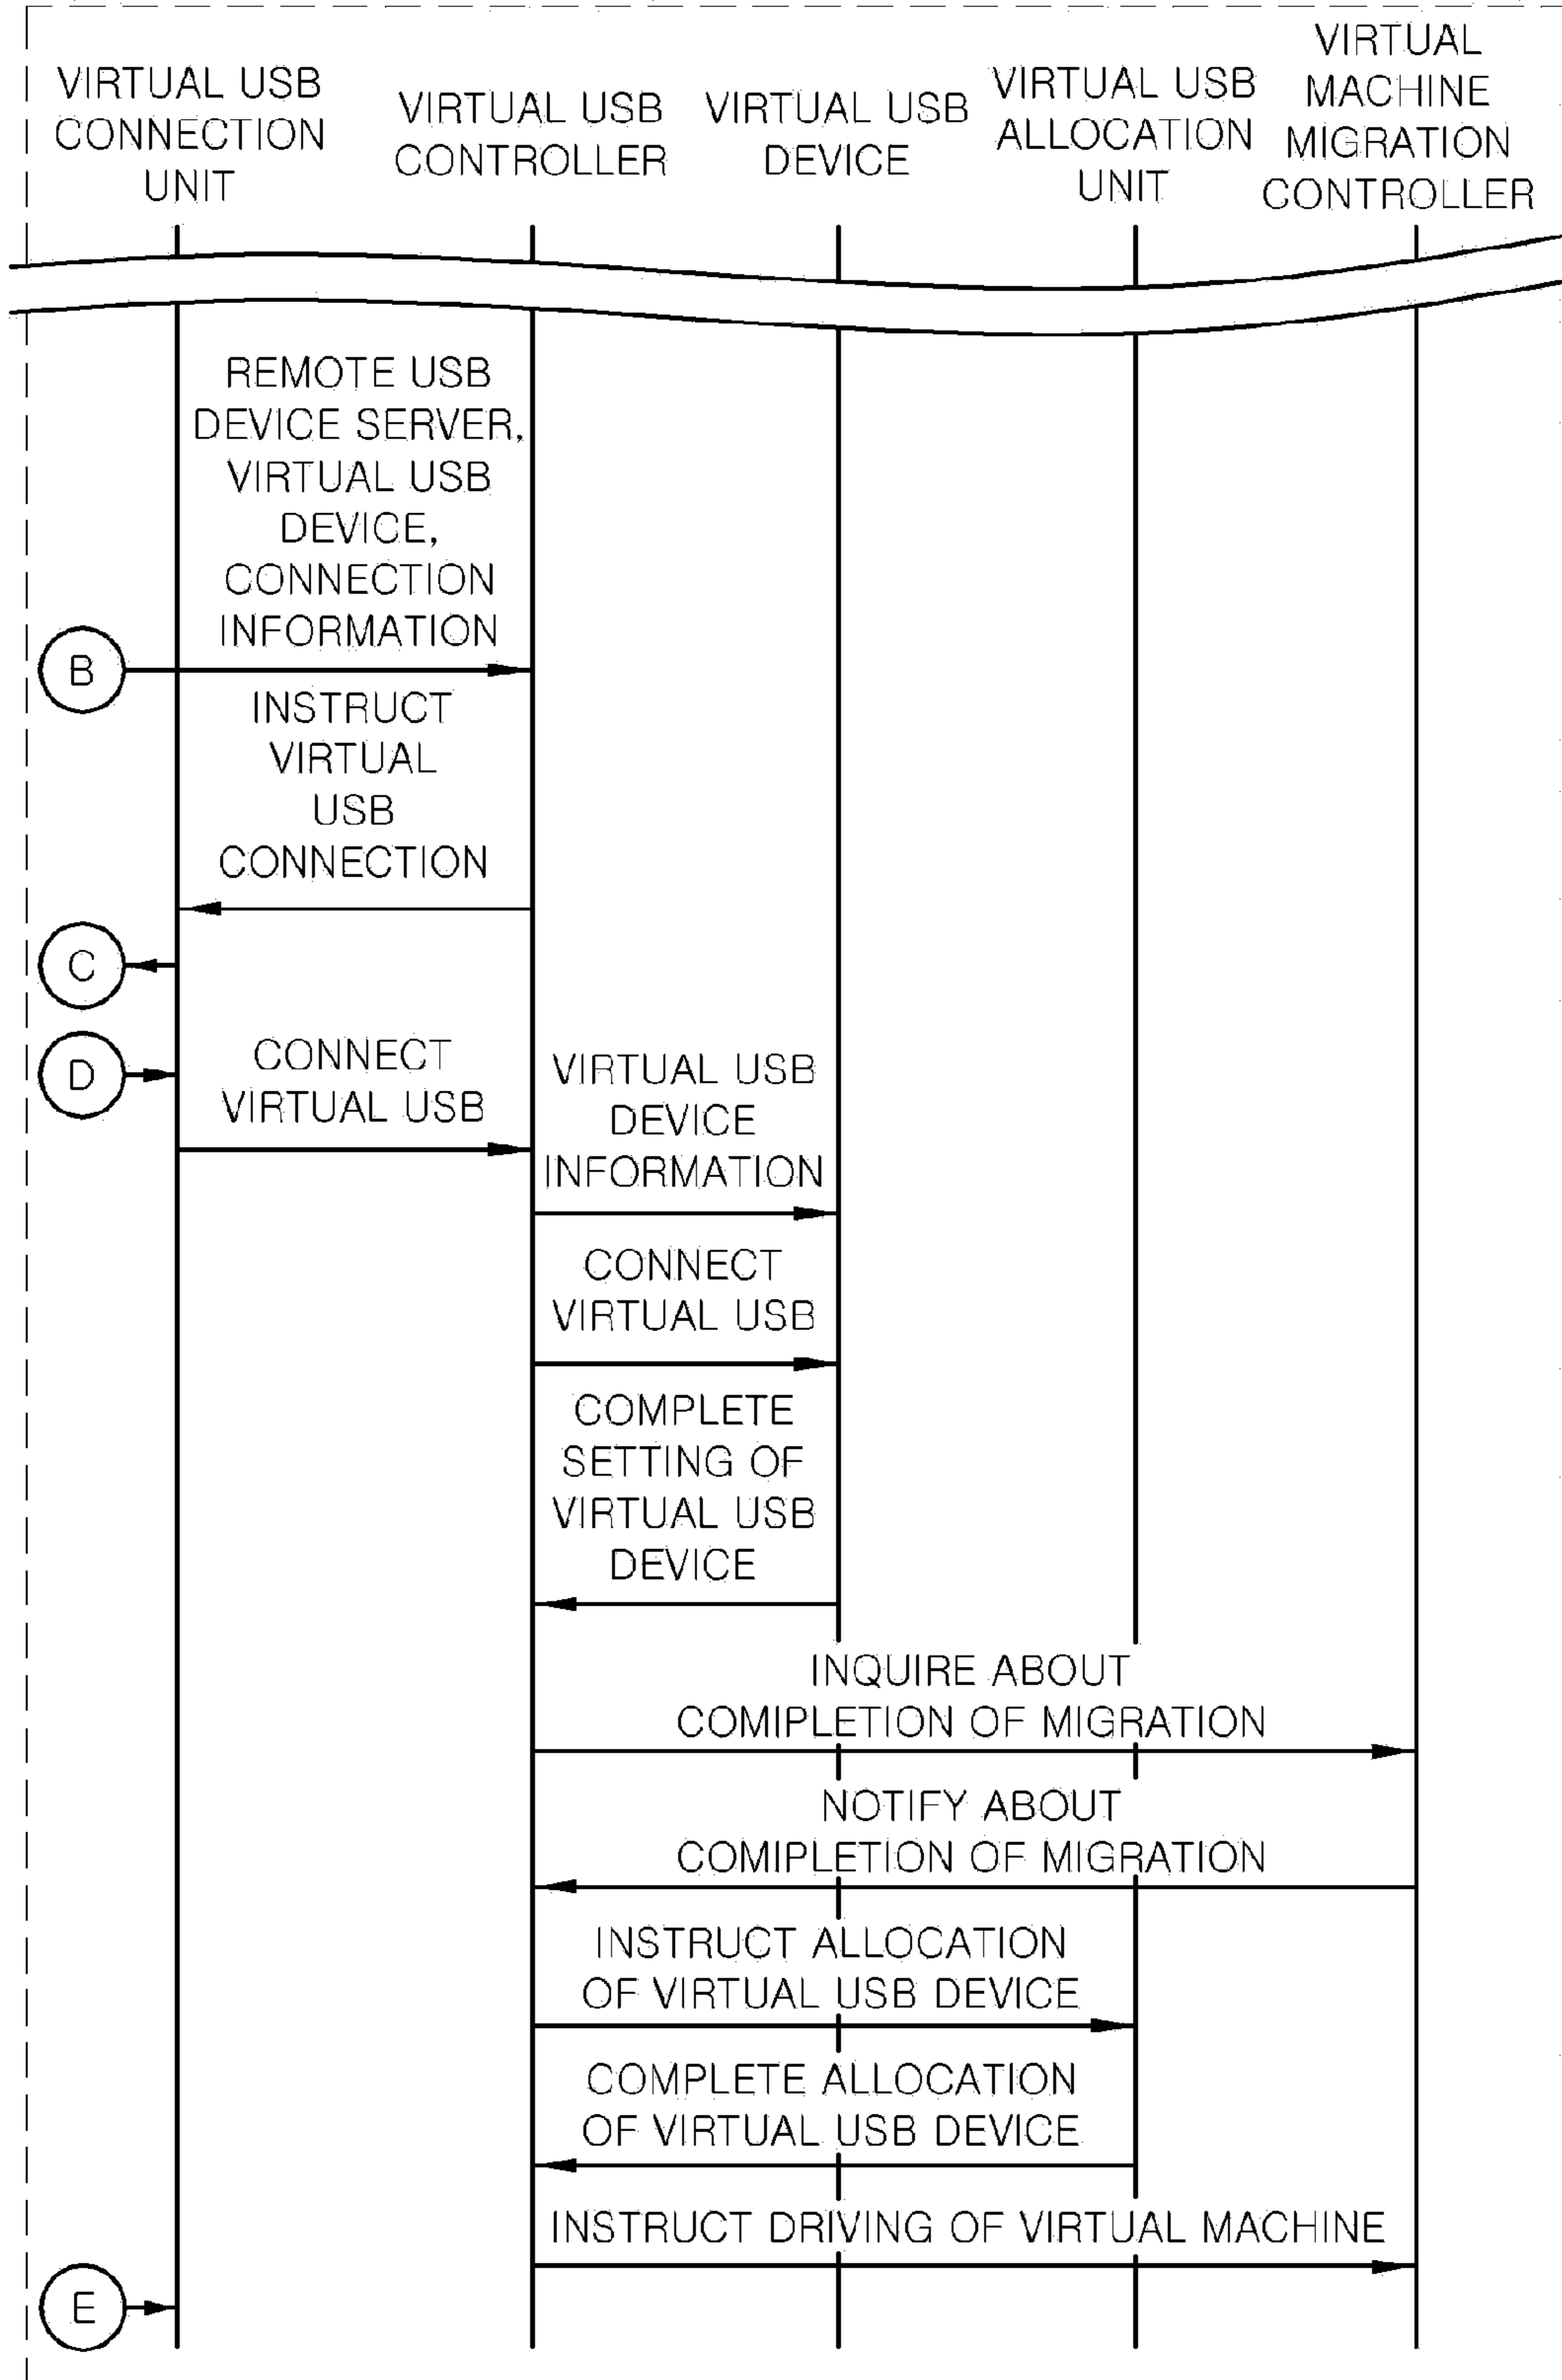 VIRTUAL USB
CONNECTION
UNIT
VIRTUAL USB
CONTROLLER
VIRTUAL USB
DEVICE
VIRTUAL USB
ALLOCATION
UNIT
VIRTUAL
MACHINE
MIGRATION
CONTROLLER
REMOTE USB
DEVICE SERVER,
VIRTUAL USB
DEVICE,
CONNECTION
INFORMATION
B
INSTRUCT
VIRTUAL
USB
CONNECTION
C
D
CONNECT
VIRTUAL USB
VIRTUAL USB
DEVICE
INFORMATION
CONNECT
VIRTUAL USB
COMPLETE
SETTING OF
VIRTUAL USB
DEVICE
INQUIRE ABOUT
COMIPLETION OF MIGRATION
NOTIFY ABOUT
COMIPLETION OF MIGRATION
INSTRUCT ALLOCATION
OF VIRTUAL USB DEVICE
COMPLETE ALLOCATION
OF VIRTUAL USB DEVICE
INSTRUCT DRIVING OF VIRTUAL MACHINE
E